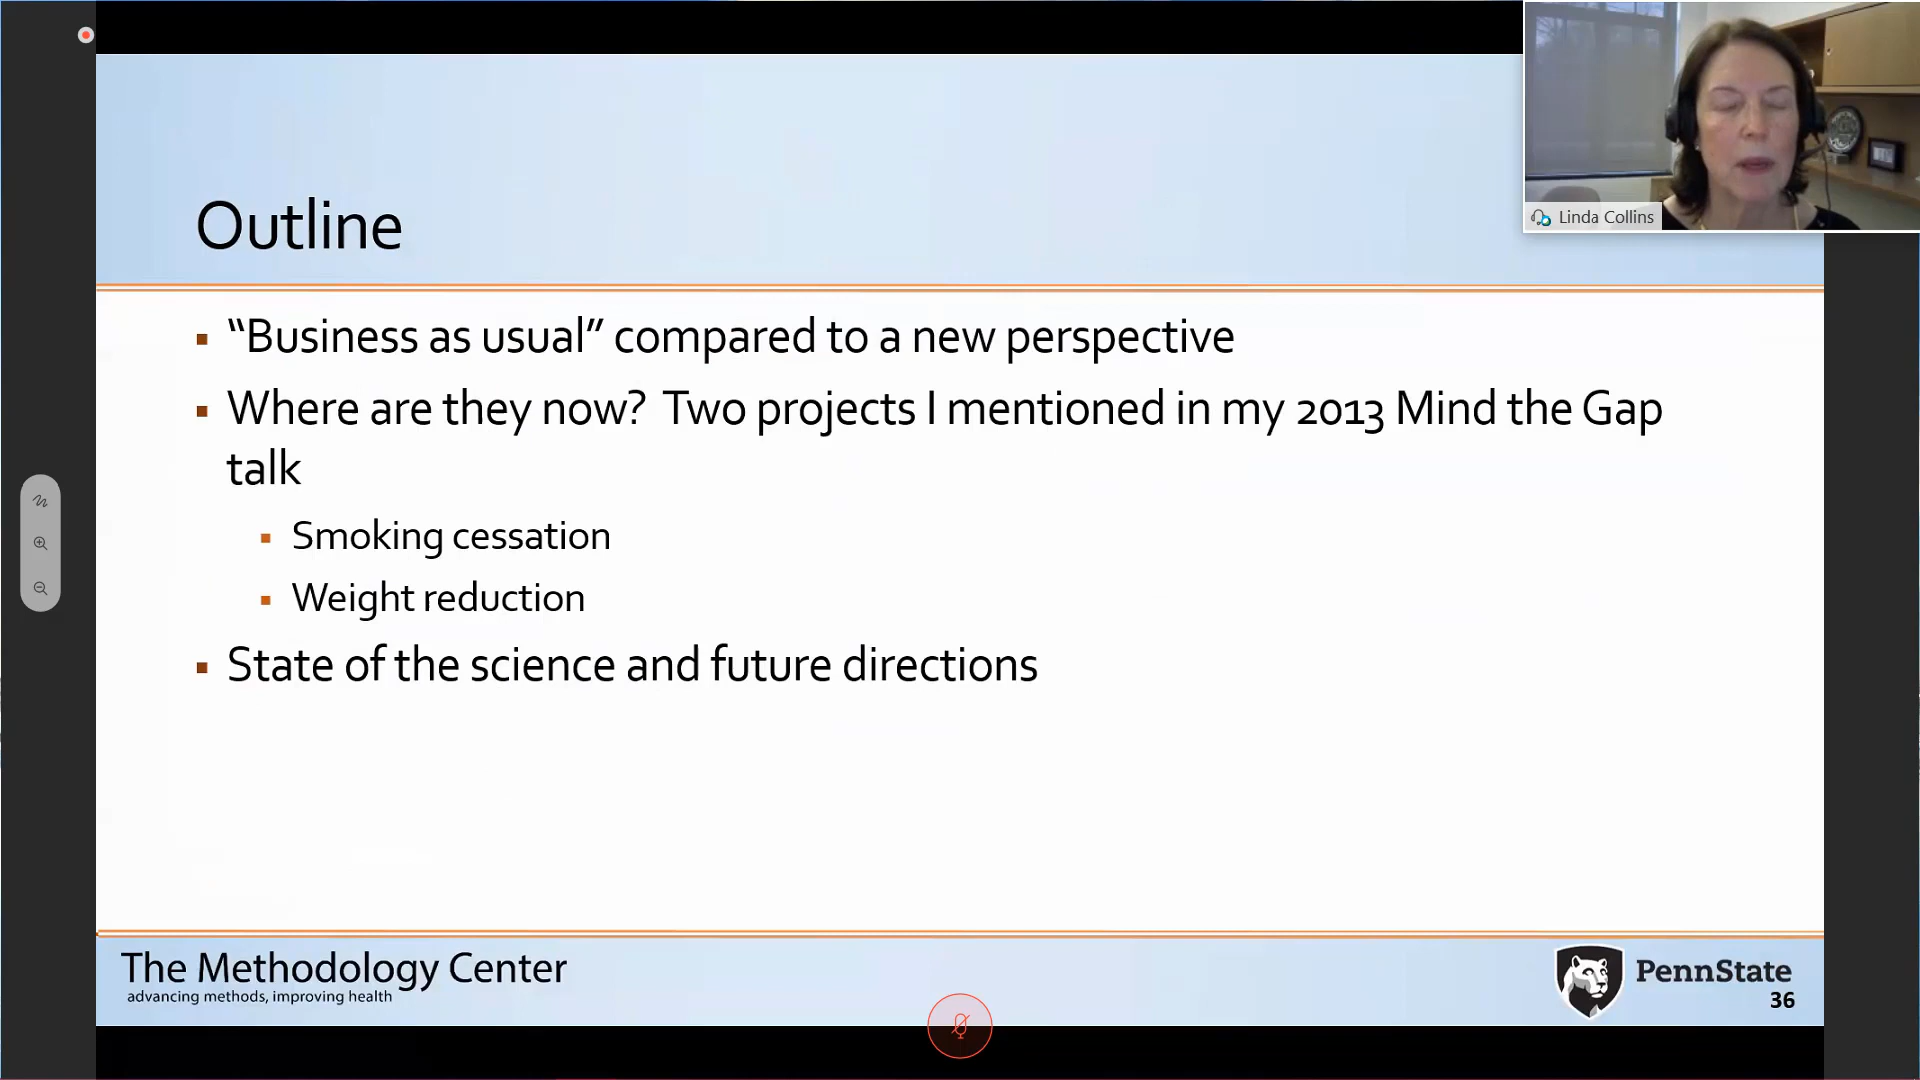 Linda Collins
Outline
▪ “Business as usual” compared to a new perspective
▪ Where are they now?  Two projects I mentioned in my 2013 Mind the Gap
talk
▪ Smoking cessation
▪ Weight reduction
▪ State of the science and future directions
The Methodology Center
advancing methods, improving health
PennState
36